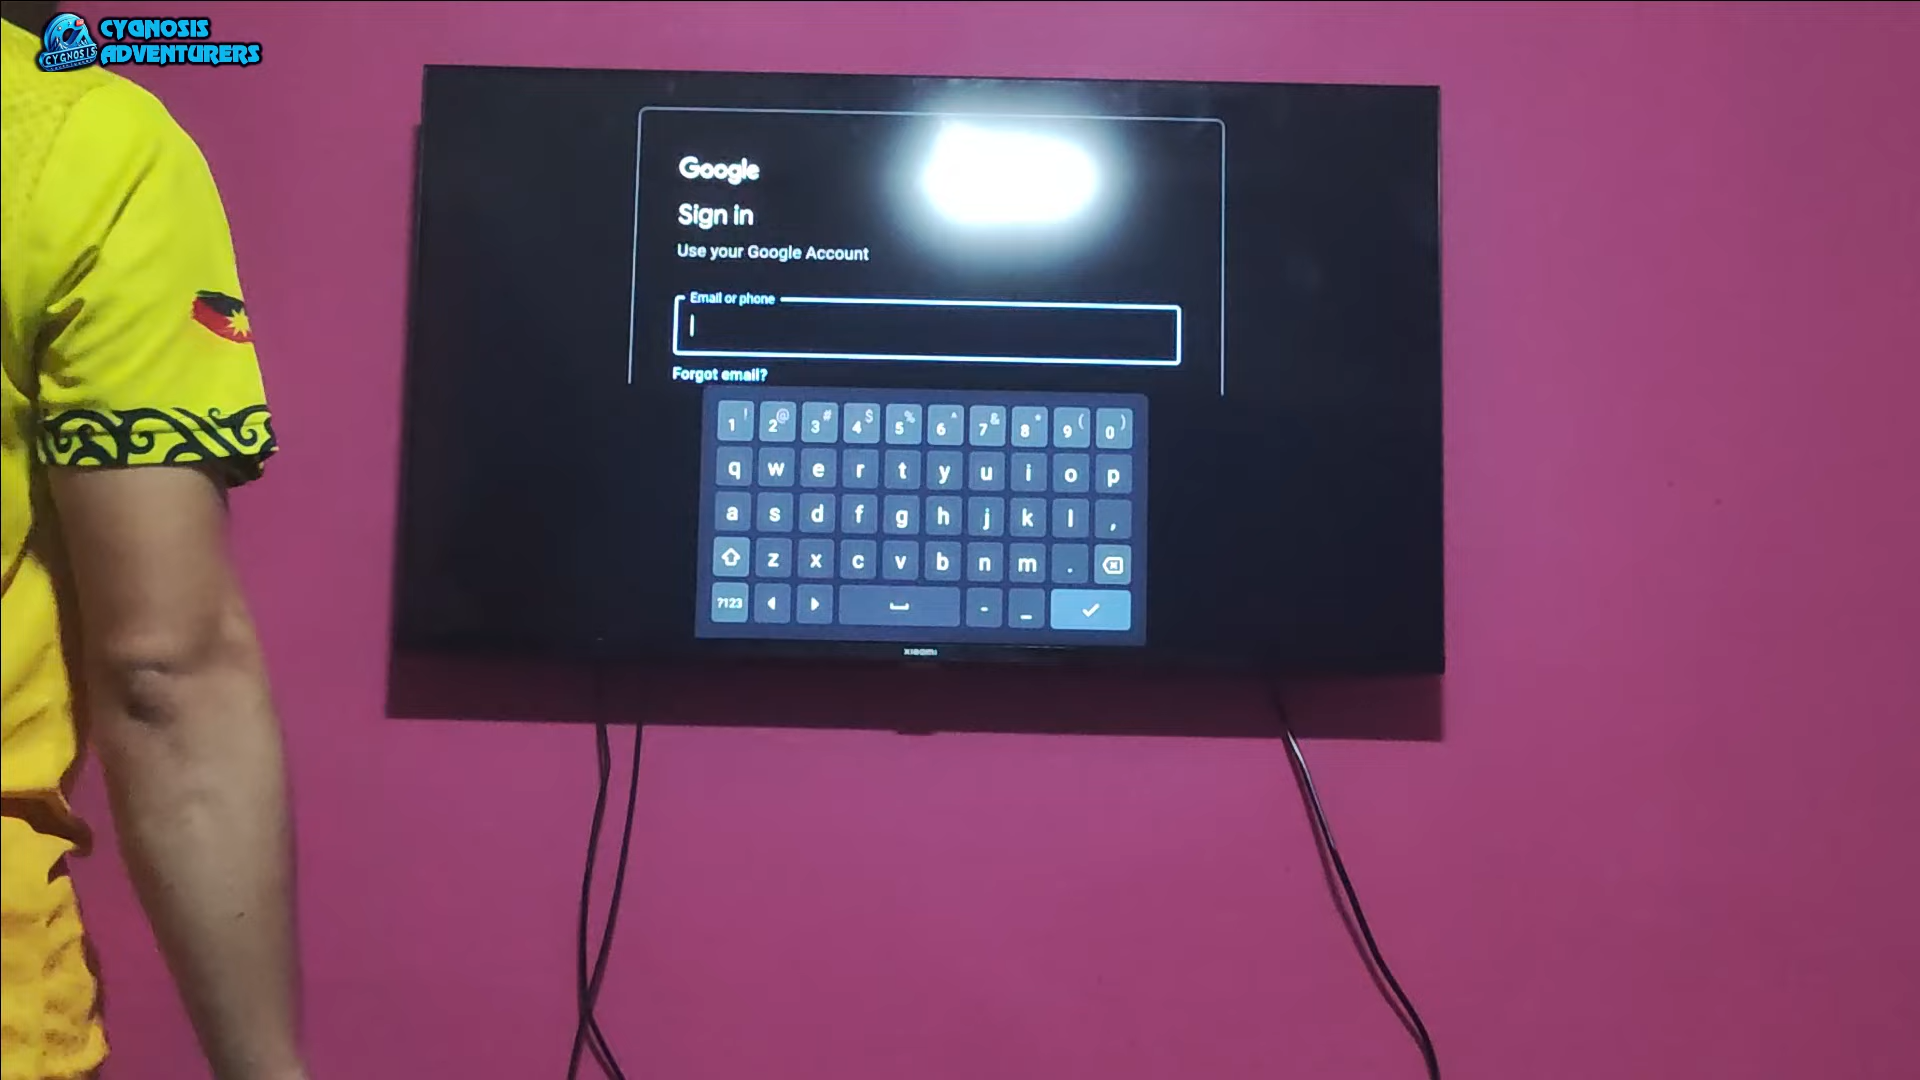 CYGNOSIS
CYGNOSIS
ADVENTURERS
Google
Sign in
Use your Google Account
Email or phone
Forgot email?
1 ! 2 @ 3 # 4 $ 5 % 6 ^ 7 & 8 * 9 ( 0 )
q w e r t y u i o p
a s d f g h j k l ,
z x c v b n m .
?123 - _
xiaomi